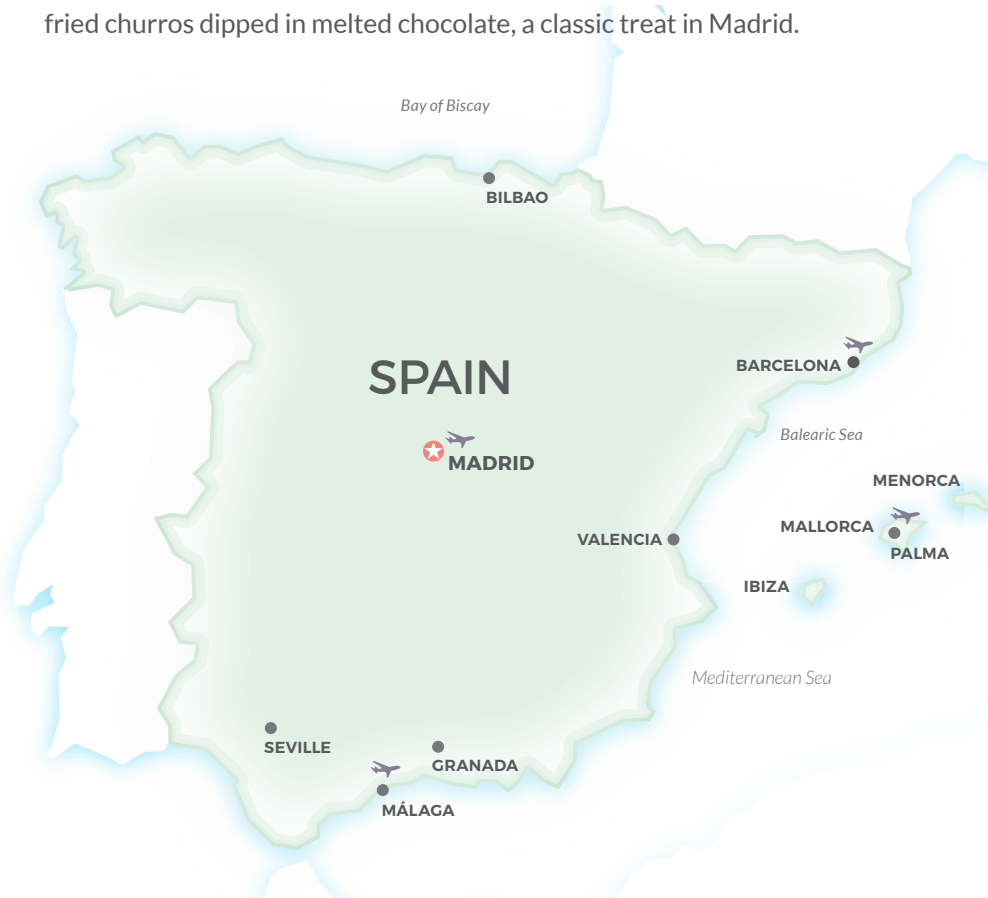 fried churros dipped in melted chocolate, a classic treat in Madrid.
Bay of Biscay
BILBAO
SPAIN
BARCELONA
Balearic Sea
MADRID
MENORCA
MALLORCA
VALENCIA
PALMA
IBIZA
Mediterranean Sea
SEVILLE
GRANADA
MÁLAGA